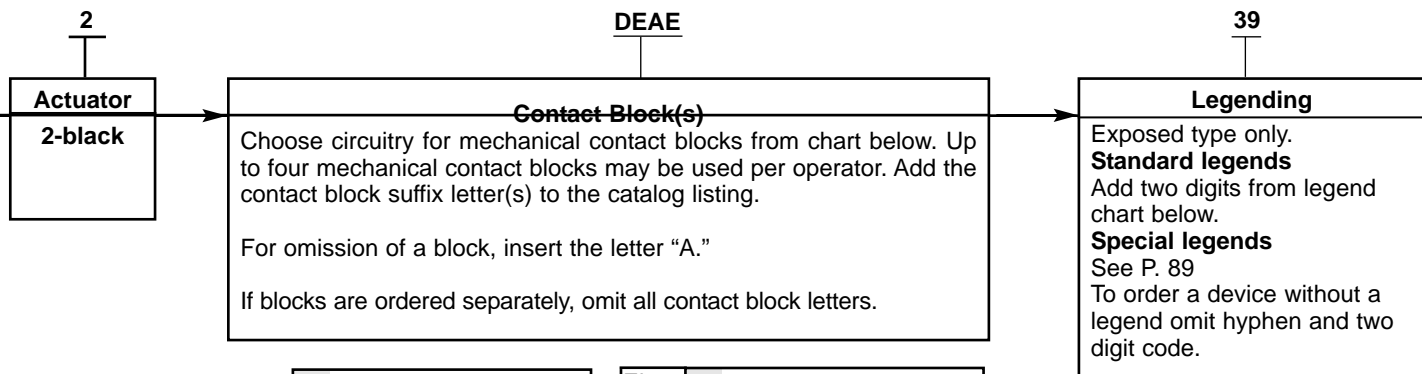 2
DEAE
39
Actuator
2-black
Contact Block(s)
Choose circuitry for mechanical contact blocks from chart below. Up
to four mechanical contact blocks may be used per operator. Add the
contact block suffix letter(s) to the catalog listing.
For omission of a block, insert the letter “A.”
If blocks are ordered separately, omit all contact block letters.
Legending
Exposed type only.
Standard legends
Add two digits from legend
chart below.
Special legends
See P. 89
To order a device without a
legend omit hyphen and two
digit code.